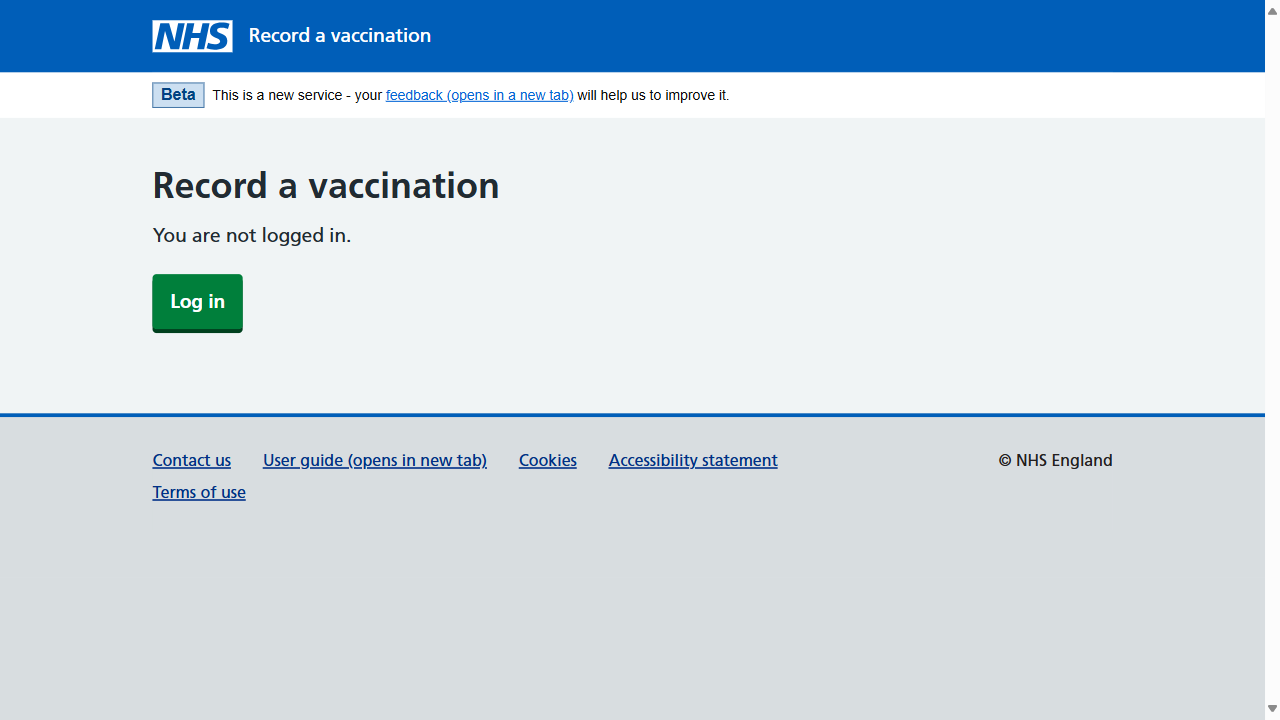 NHS Record a vaccination
Beta This is a new service - your feedback (opens in a new tab) will help us to improve it.
Record a vaccination
You are not logged in.
Log in
Contact us User guide (opens in new tab) Cookies Accessibility statement © NHS England
Terms of use